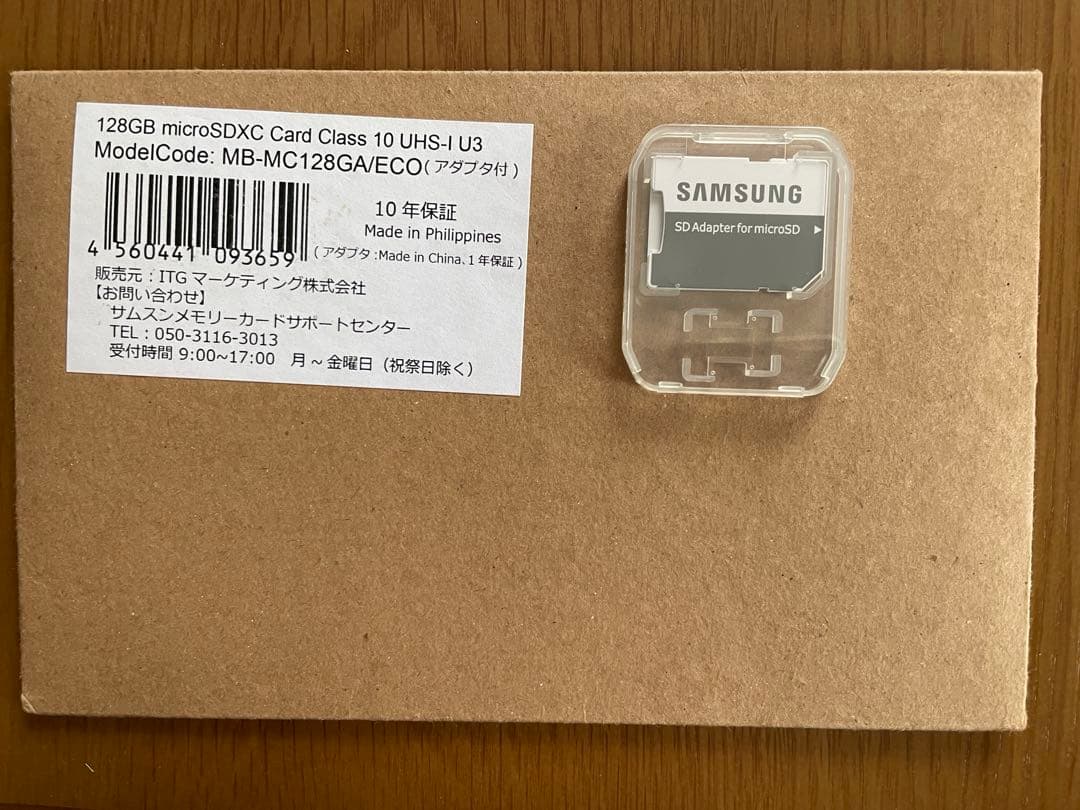 128GB microSDXC Card Class 10 UHS-I U3
ModelCode: MB-MC128GA/ECO(アダプタ付)
10年保証
Made in Philippines
4 560441 093659
(アダプタ:Made in China、1年保証)
販売元:ITGマーケティング株式会社
【お問い合わせ】
サムスンメモリーカードサポートセンター
TEL:050-3116-3013
受付時間 9:00~17:00 月~金曜日(祝祭日除く)
SAMSUNG
SD Adapter for microSD ▶